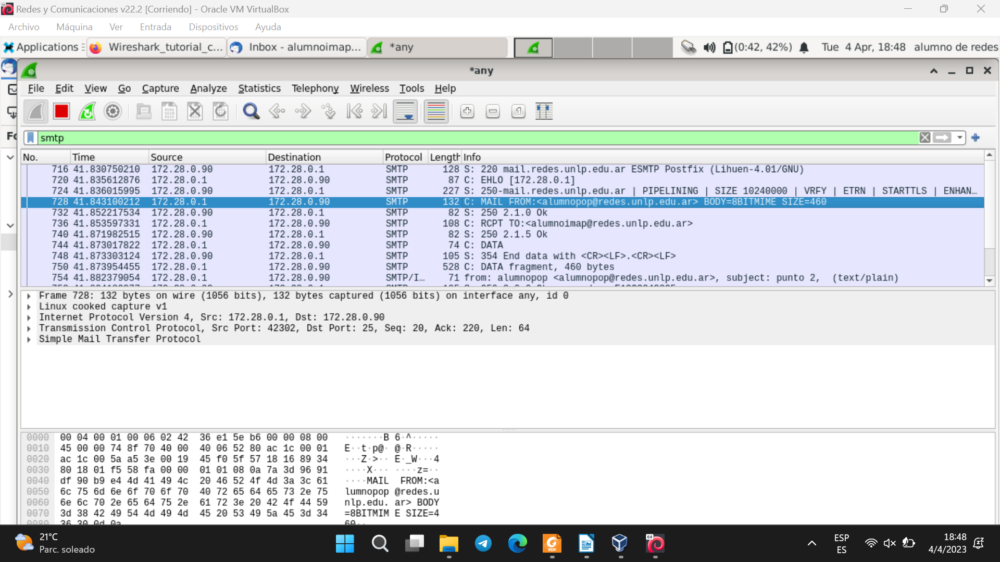 Redes y Comunicaciones v22.2 [Corriendo] - Oracle VM VirtualBox
Archivo Máquina Ver Entrada Dispositivos Ayuda
Applications Wireshark_tutorial_c... Inbox - alumnoimap... *any (0:42, 42%) Tue 4 Apr, 18:48 alumno de redes
*any
File Edit View Go Capture Analyze Statistics Telephony Wireless Tools Help
smtp
No. Time Source Destination Protocol Length Info
716 41.830750210 172.28.0.90 172.28.0.1 SMTP 128 S: 220 mail.redes.unlp.edu.ar ESMTP Postfix (Lihuen-4.01/GNU)
720 41.835612876 172.28.0.1 172.28.0.90 SMTP 87 C: EHLO [172.28.0.1]
724 41.836015995 172.28.0.90 172.28.0.1 SMTP 227 S: 250-mail.redes.unlp.edu.ar | PIPELINING | SIZE 10240000 | VRFY | ETRN | STARTTLS | ENHAN...
728 41.843100212 172.28.0.1 172.28.0.90 SMTP 132 C: MAIL FROM:<alumnopop@redes.unlp.edu.ar> BODY=8BITMIME SIZE=460
732 41.852217534 172.28.0.90 172.28.0.1 SMTP 82 S: 250 2.1.0 Ok
736 41.853597331 172.28.0.1 172.28.0.90 SMTP 108 C: RCPT TO:<alumnoimap@redes.unlp.edu.ar>
740 41.871982515 172.28.0.90 172.28.0.1 SMTP 82 S: 250 2.1.5 Ok
744 41.873017822 172.28.0.1 172.28.0.90 SMTP 74 C: DATA
748 41.873303124 172.28.0.90 172.28.0.1 SMTP 105 S: 354 End data with <CR><LF>.<CR><LF>
750 41.873954455 172.28.0.1 172.28.0.90 SMTP 528 C: DATA fragment, 460 bytes
754 41.882379054 172.28.0.1 172.28.0.90 SMTP/I... 71 from: alumnopop <alumnopop@redes.unlp.edu.ar>, subject: punto 2, (text/plain)
Frame 728: 132 bytes on wire (1056 bits), 132 bytes captured (1056 bits) on interface any, id 0
Linux cooked capture v1
Internet Protocol Version 4, Src: 172.28.0.1, Dst: 172.28.0.90
Transmission Control Protocol, Src Port: 42302, Dst Port: 25, Seq: 20, Ack: 220, Len: 64
Simple Mail Transfer Protocol
0000 00 04 00 01 00 06 02 42 36 e1 5e b6 00 00 08 00 ·······B 6·^·····
0010 45 00 00 74 8f 70 40 00 40 06 52 80 ac 1c 00 01 E··t·p@· @·R·····
0020 ac 1c 00 5a a5 3e 00 19 45 f0 5f 57 18 16 89 34 ···Z·>·· E·_W···4
0030 80 18 01 f5 58 fa 00 00 01 01 08 0a 7a 3d 96 91 ····X··· ····z=··
0040 df 90 b9 e4 4d 41 49 4c 20 46 52 4f 4d 3a 3c 61 ····MAIL FROM:<a
0050 6c 75 6d 6e 6f 70 6f 70 40 72 65 64 65 73 2e 75 lumnopop @redes.u
0060 6e 6c 70 2e 65 64 75 2e 61 72 3e 20 42 4f 44 59 nlp.edu. ar> BODY
0070 3d 38 42 49 54 4d 49 4d 45 20 53 49 5a 45 3d 34 =8BITMIM E SIZE=4
0080 36 30 0d 0a 60··
21°C
Parc. soleado
ESP
ES
18:48
4/4/2023